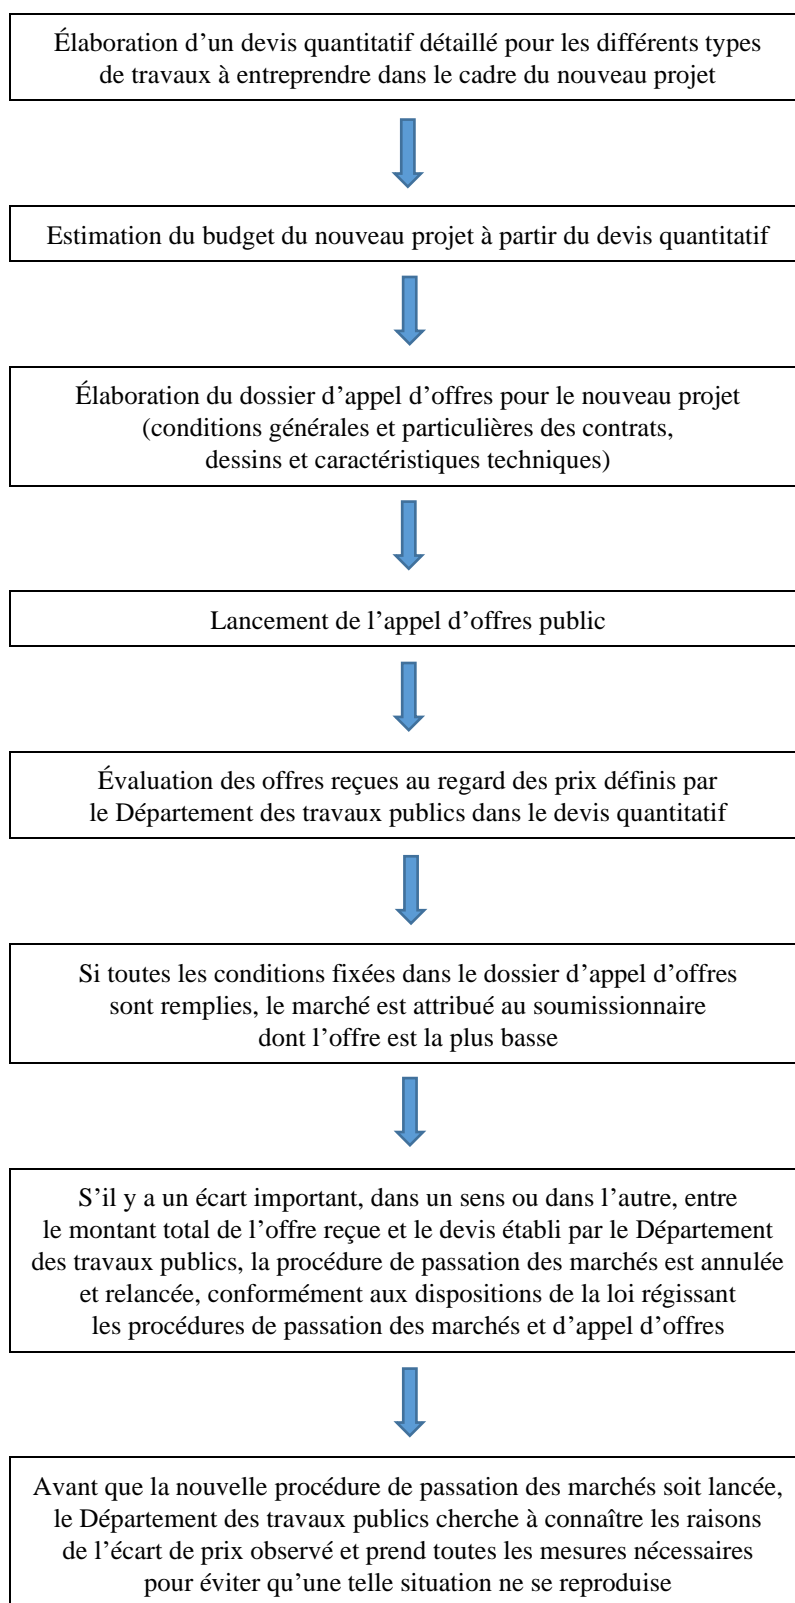 Élaboration d’un devis quantitatif détaillé pour les différents types
de travaux à entreprendre dans le cadre du nouveau projet
Estimation du budget du nouveau projet à partir du devis quantitatif
Élaboration du dossier d’appel d’offres pour le nouveau projet
(conditions générales et particulières des contrats,
dessins et caractéristiques techniques)
Lancement de l’appel d’offres public
Évaluation des offres reçues au regard des prix définis par
le Département des travaux publics dans le devis quantitatif
Si toutes les conditions fixées dans le dossier d’appel d’offres
sont remplies, le marché est attribué au soumissionnaire
dont l’offre est la plus basse
S’il y a un écart important, dans un sens ou dans l’autre, entre
le montant total de l’offre reçue et le devis établi par le Département
des travaux publics, la procédure de passation des marchés est annulée
et relancée, conformément aux dispositions de la loi régissant
les procédures de passation des marchés et d’appel d’offres
Avant que la nouvelle procédure de passation des marchés soit lancée,
le Département des travaux publics cherche à connaître les raisons
de l’écart de prix observé et prend toutes les mesures nécessaires
pour éviter qu’une telle situation ne se reproduise